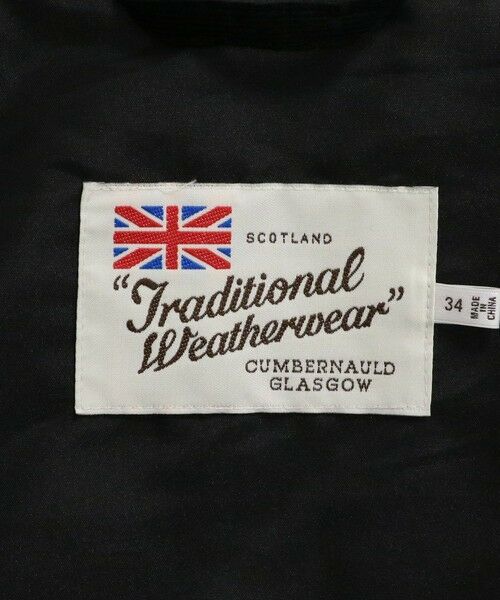 SCOTLAND
"Traditional
Weatherwear"
CUMBERNAULD
GLASGOW
34
MADE
IN
CHINA